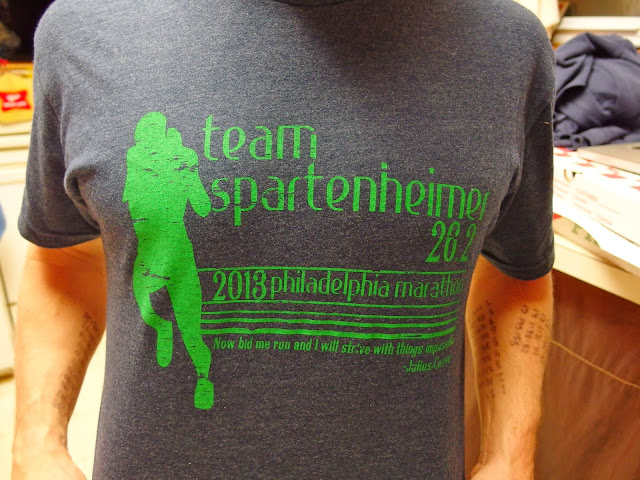 team
spartenheimer
26.2
2013 philadelphia marathon
Now bid me run and I will strive with things impossible
-Julius Caesar